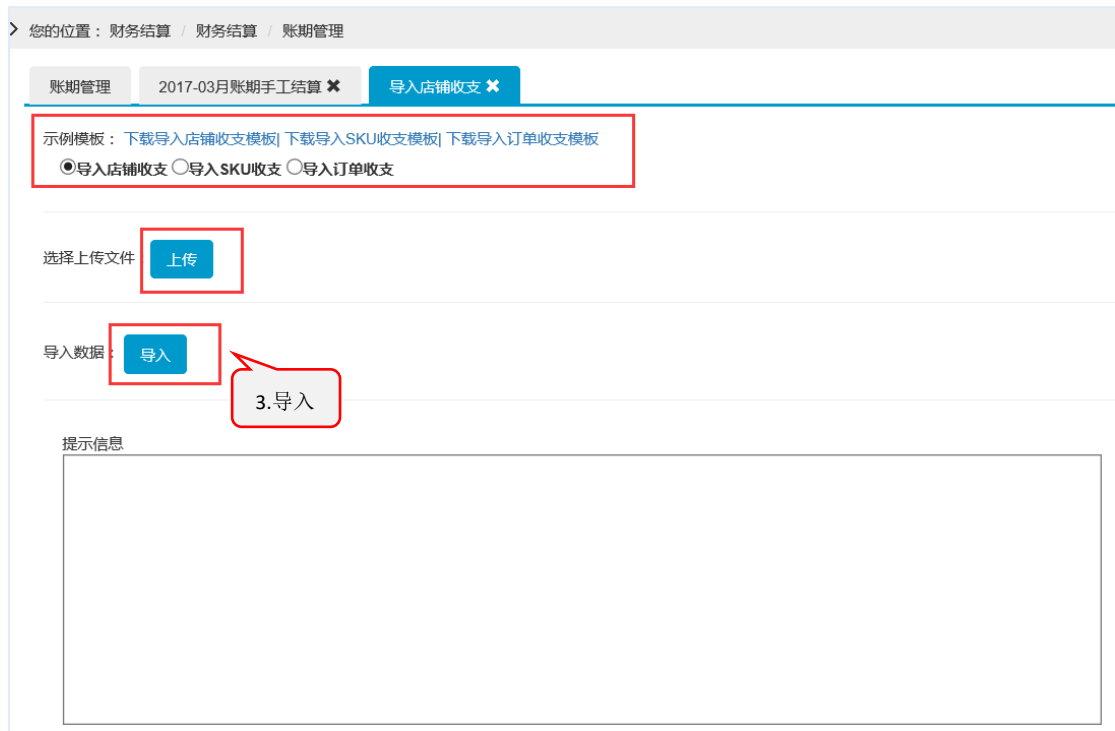 您的位置： 财务结算 / 财务结算 / 账期管理
账期管理 2017-03月账期手工结算 ✖ 导入店铺收支 ✖
示例模板： 下载导入店铺收支模板| 下载导入SKU收支模板| 下载导入订单收支模板
导入店铺收支 导入SKU收支 导入订单收支
选择上传文件 上传
导入数据： 导入
3.导入
提示信息